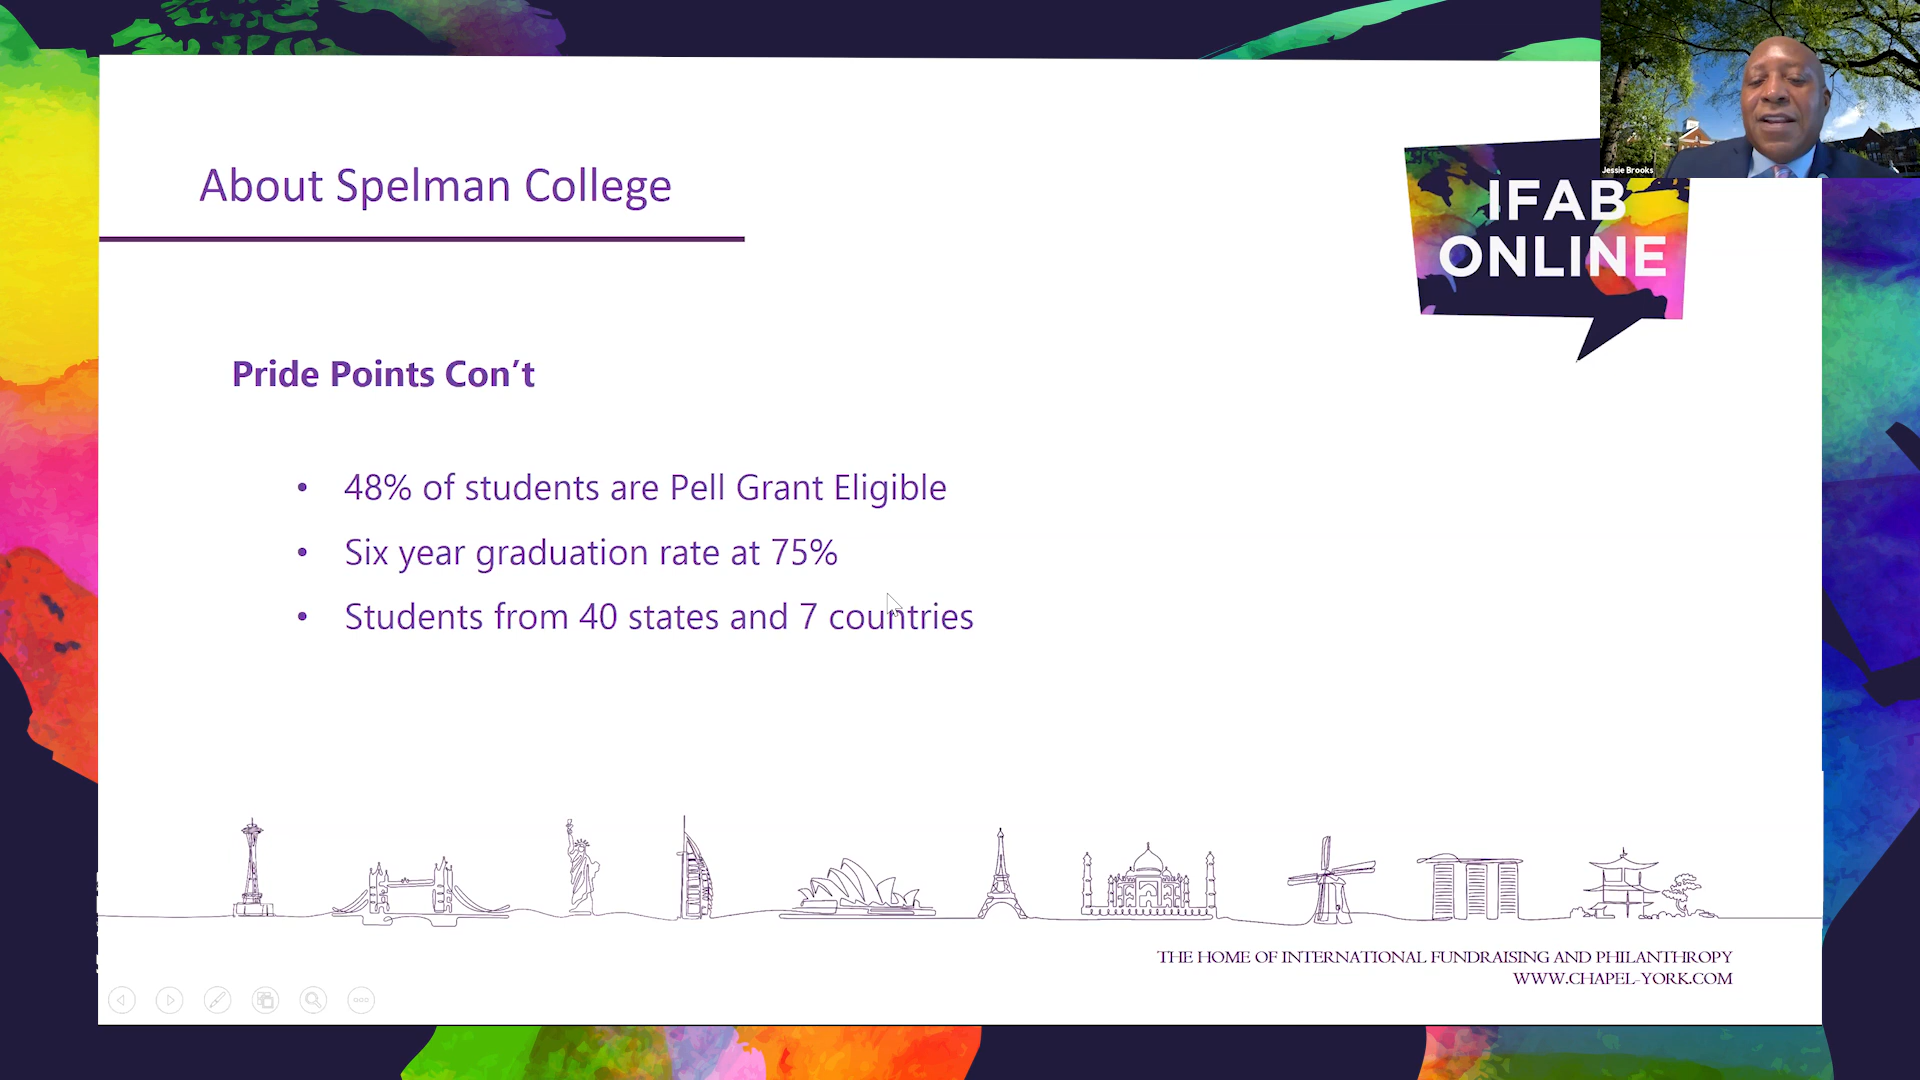 About Spelman College
Jessie Brooks
IFAB
ONLINE
Pride Points Con’t
• 48% of students are Pell Grant Eligible
• Six year graduation rate at 75%
• Students from 40 states and 7 countries
THE HOME OF INTERNATIONAL FUNDRAISING AND PHILANTHROPY
WWW.CHAPEL-YORK.COM